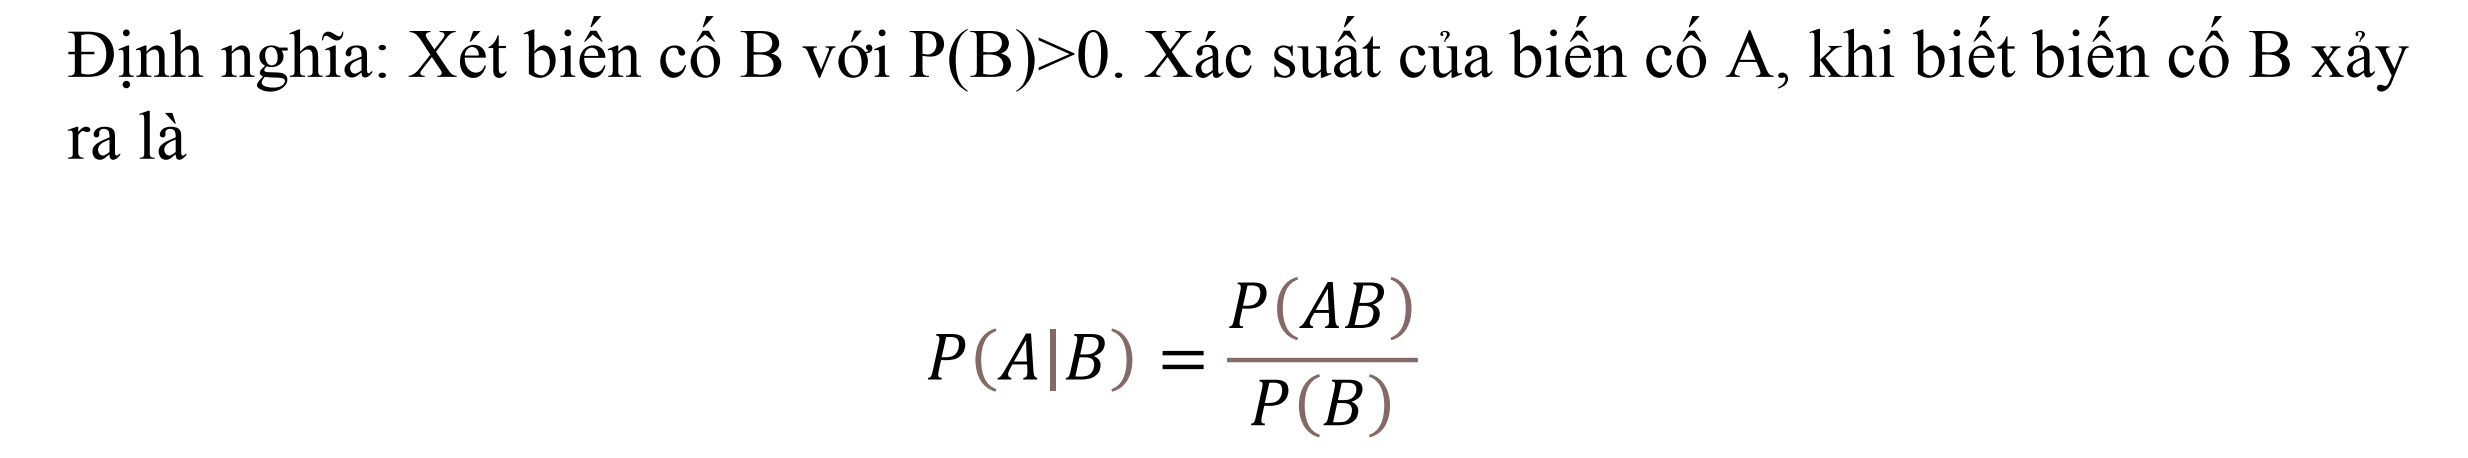 Định nghĩa: Xét biến cố B với P(B)>0. Xác suất của biến cố A, khi biết biến cố B xảy
ra là
P(A|B) = P(AB) / P(B)